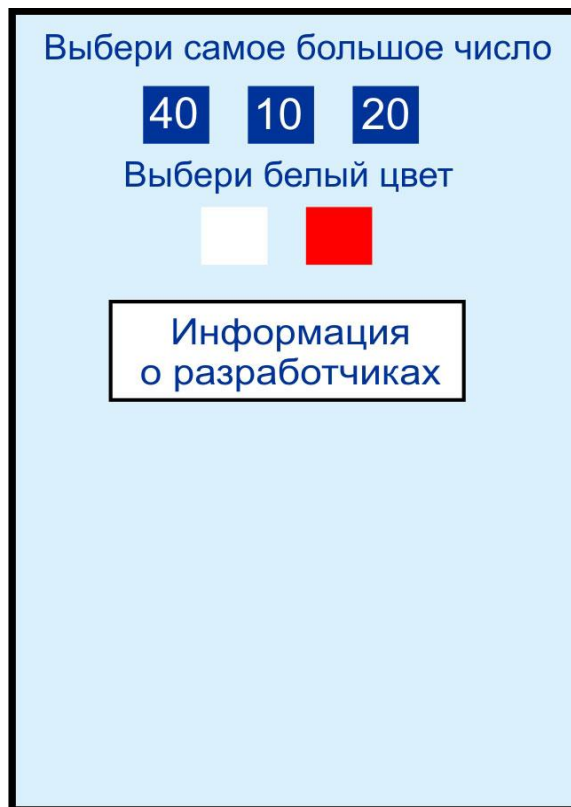 Выбери самое большое число
40 10 20
Выбери белый цвет
Информация
о разработчиках